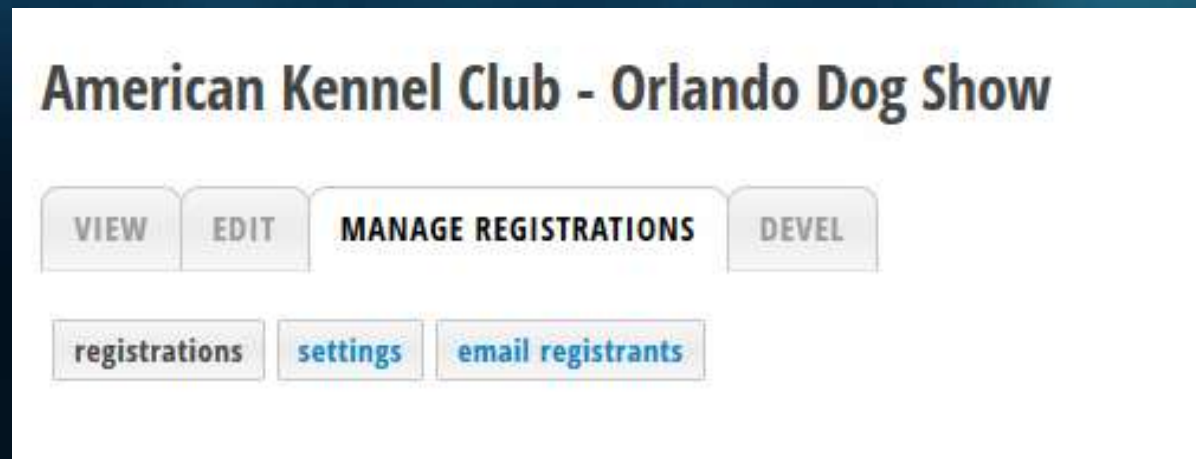 American Kennel Club - Orlando Dog Show
VIEW EDIT MANAGE REGISTRATIONS DEVEL
registrations settings email registrants